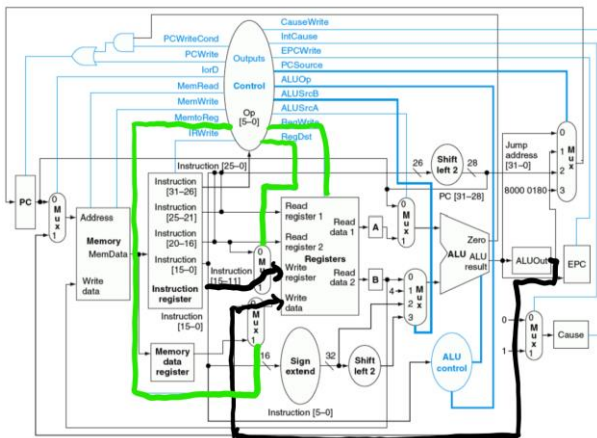 CauseWrite
IntCause
EPCWrite
PCSource
ALUOp
ALUSrcB
ALUSrcA
RegWrite
RegDst
PCWriteCond
PCWrite
IorD
MemRead
MemWrite
MemtoReg
IRWrite
Outputs
Control
Op
[5–0]
Instruction [25–0]
26
Shift
left 2
28
Jump
address
[31–0]
PC [31–28]
8000 0180
0
1
2
3
Mux
PC
0
Mux
1
Address
Memory
MemData
Write
data
Instruction
[31–26]
Instruction
[25–21]
Instruction
[20–16]
Instruction
[15–0]
Instruction
register
Instruction
[15–0]
Instruction
[15–11]
Memory
data
register
Read
register 1
Read
register 2
Write
register
Write
data
Registers
Read
data 1
Read
data 2
A
B
0
Mux
1
4
0
1
Mux
2
3
Zero
ALU
ALU
result
ALUOut
EPC
0
1
0
Mux
1
Cause
0
Mux
1
16
Sign
extend
32
Shift
left 2
ALU
control
Instruction [5–0]